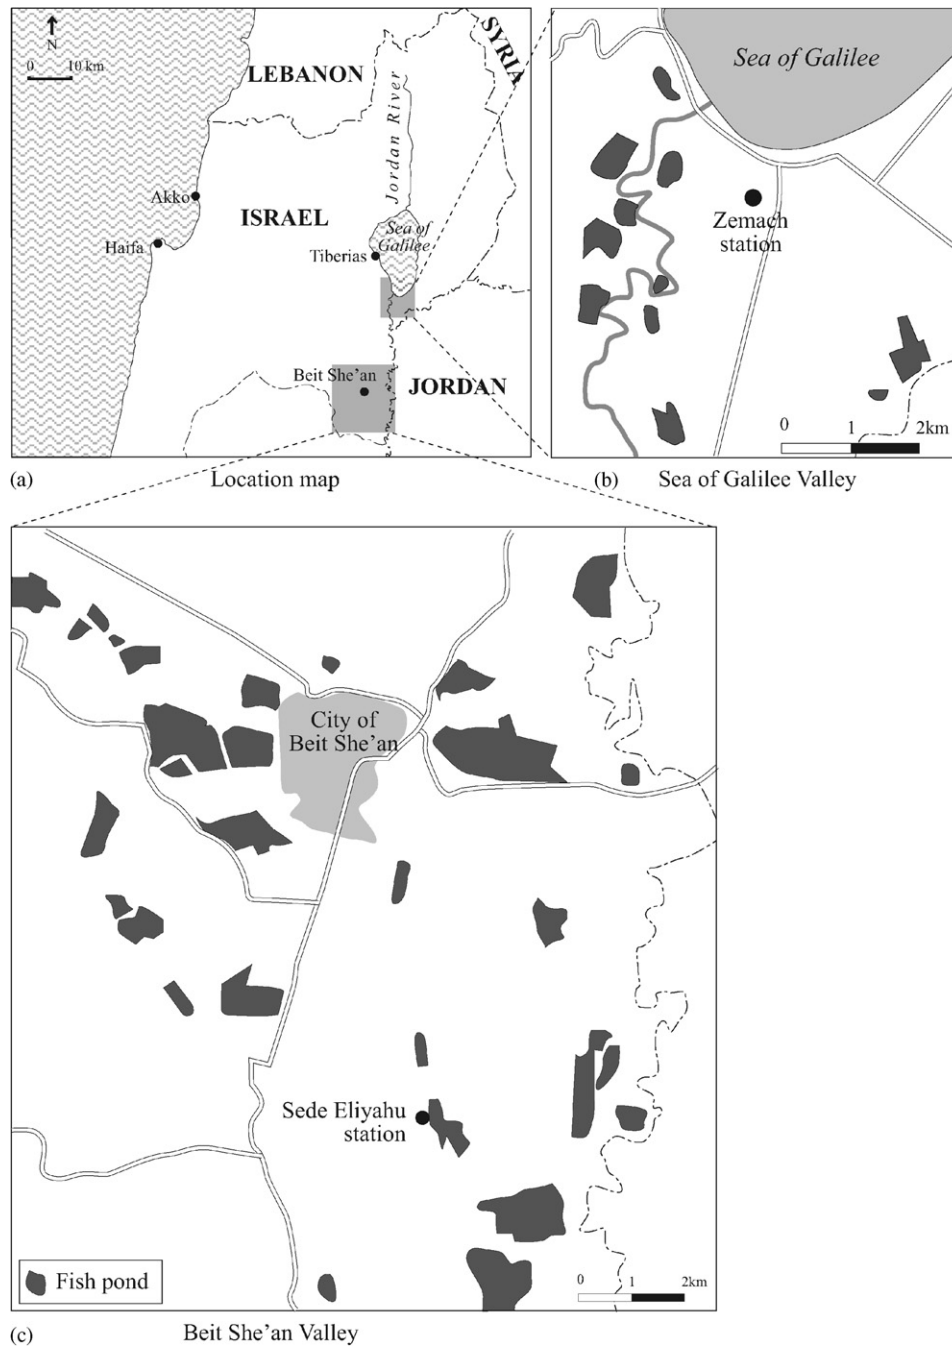 N
0 10 km
LEBANON
SYRIA
Jordan River
Akko
ISRAEL
Haifa
Sea of
Galilee
Tiberias
Beit She'an
JORDAN
(a) Location map
Sea of Galilee
Zemach
station
0 1 2km
(b) Sea of Galilee Valley
City of
Beit She'an
Sede Eliyahu
station
Fish pond
0 1 2km
(c) Beit She'an Valley